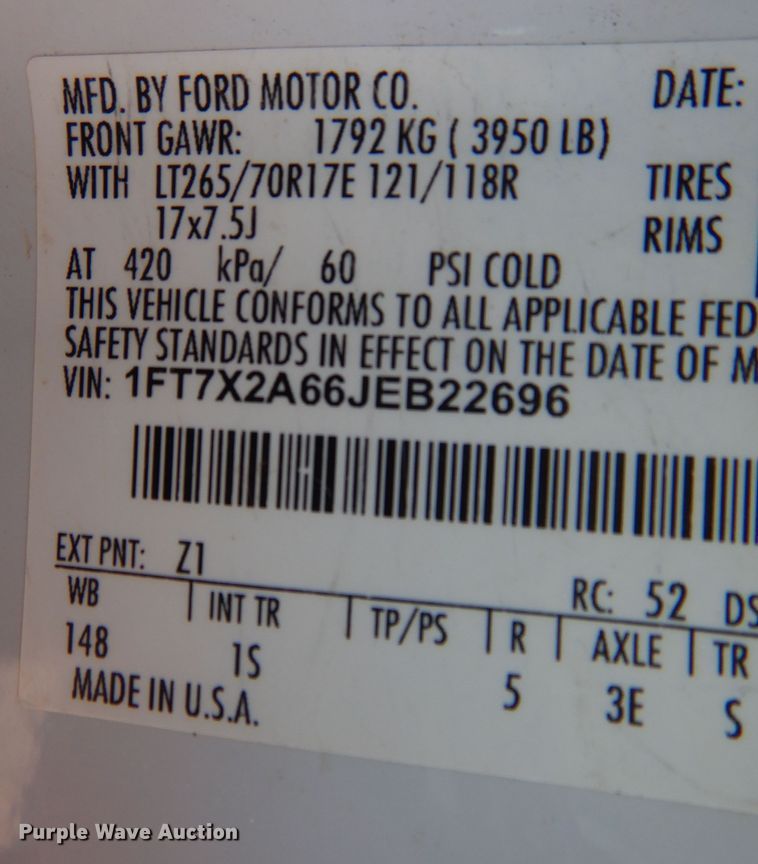 MFD. BY FORD MOTOR CO. DATE:
FRONT GAWR: 1792 KG ( 3950 LB)
WITH LT265/70R17E 121/118R TIRES
17x7.5J RIMS
AT 420 kPa/ 60 PSI COLD
THIS VEHICLE CONFORMS TO ALL APPLICABLE FED
SAFETY STANDARDS IN EFFECT ON THE DATE OF M
VIN: 1FT7X2A66JEB22696
EXT PNT: Z1 RC: 52 DS
WB INT TR TP/PS R AXLE TR
148 1S 5 3E S
MADE IN U.S.A.
Purple Wave Auction